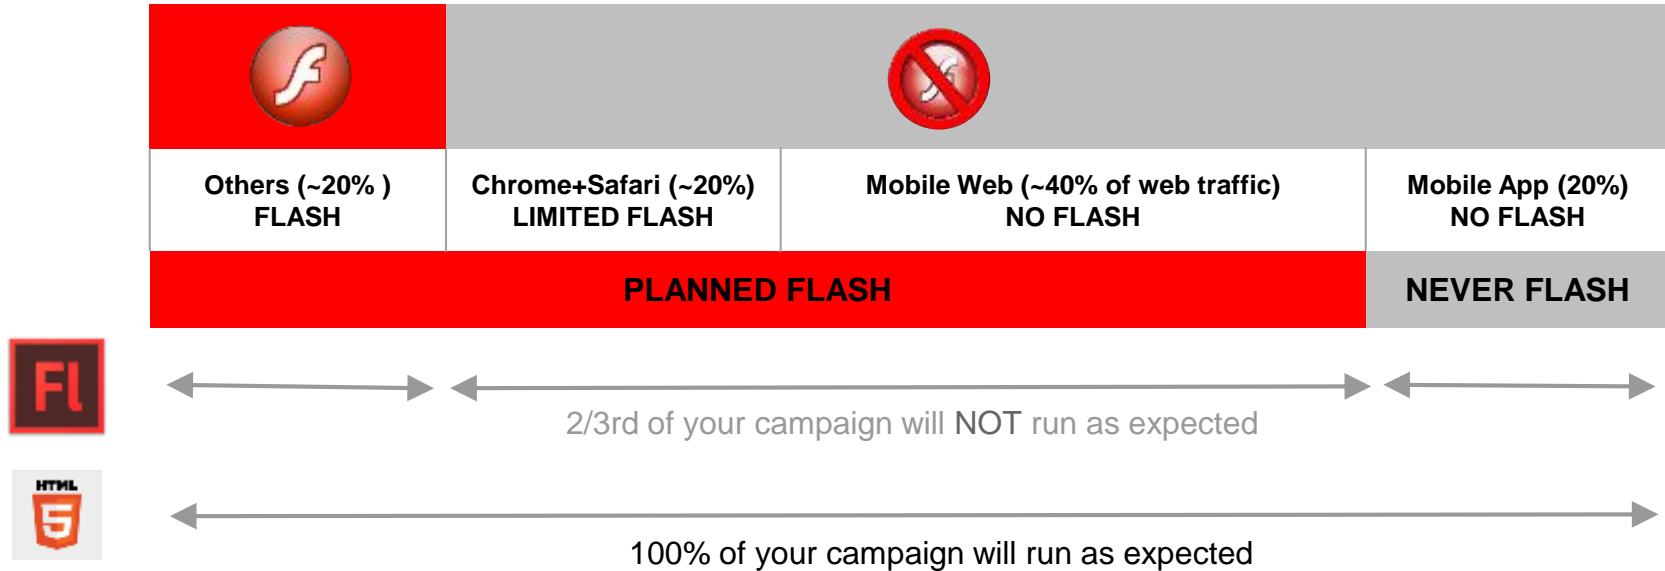 Others (~20% )
FLASH
Chrome+Safari (~20%)
LIMITED FLASH
Mobile Web (~40% of web traffic)
NO FLASH
Mobile App (20%)
NO FLASH
PLANNED FLASH
NEVER FLASH
Fl
2/3rd of your campaign will NOT run as expected
HTML
5
100% of your campaign will run as expected